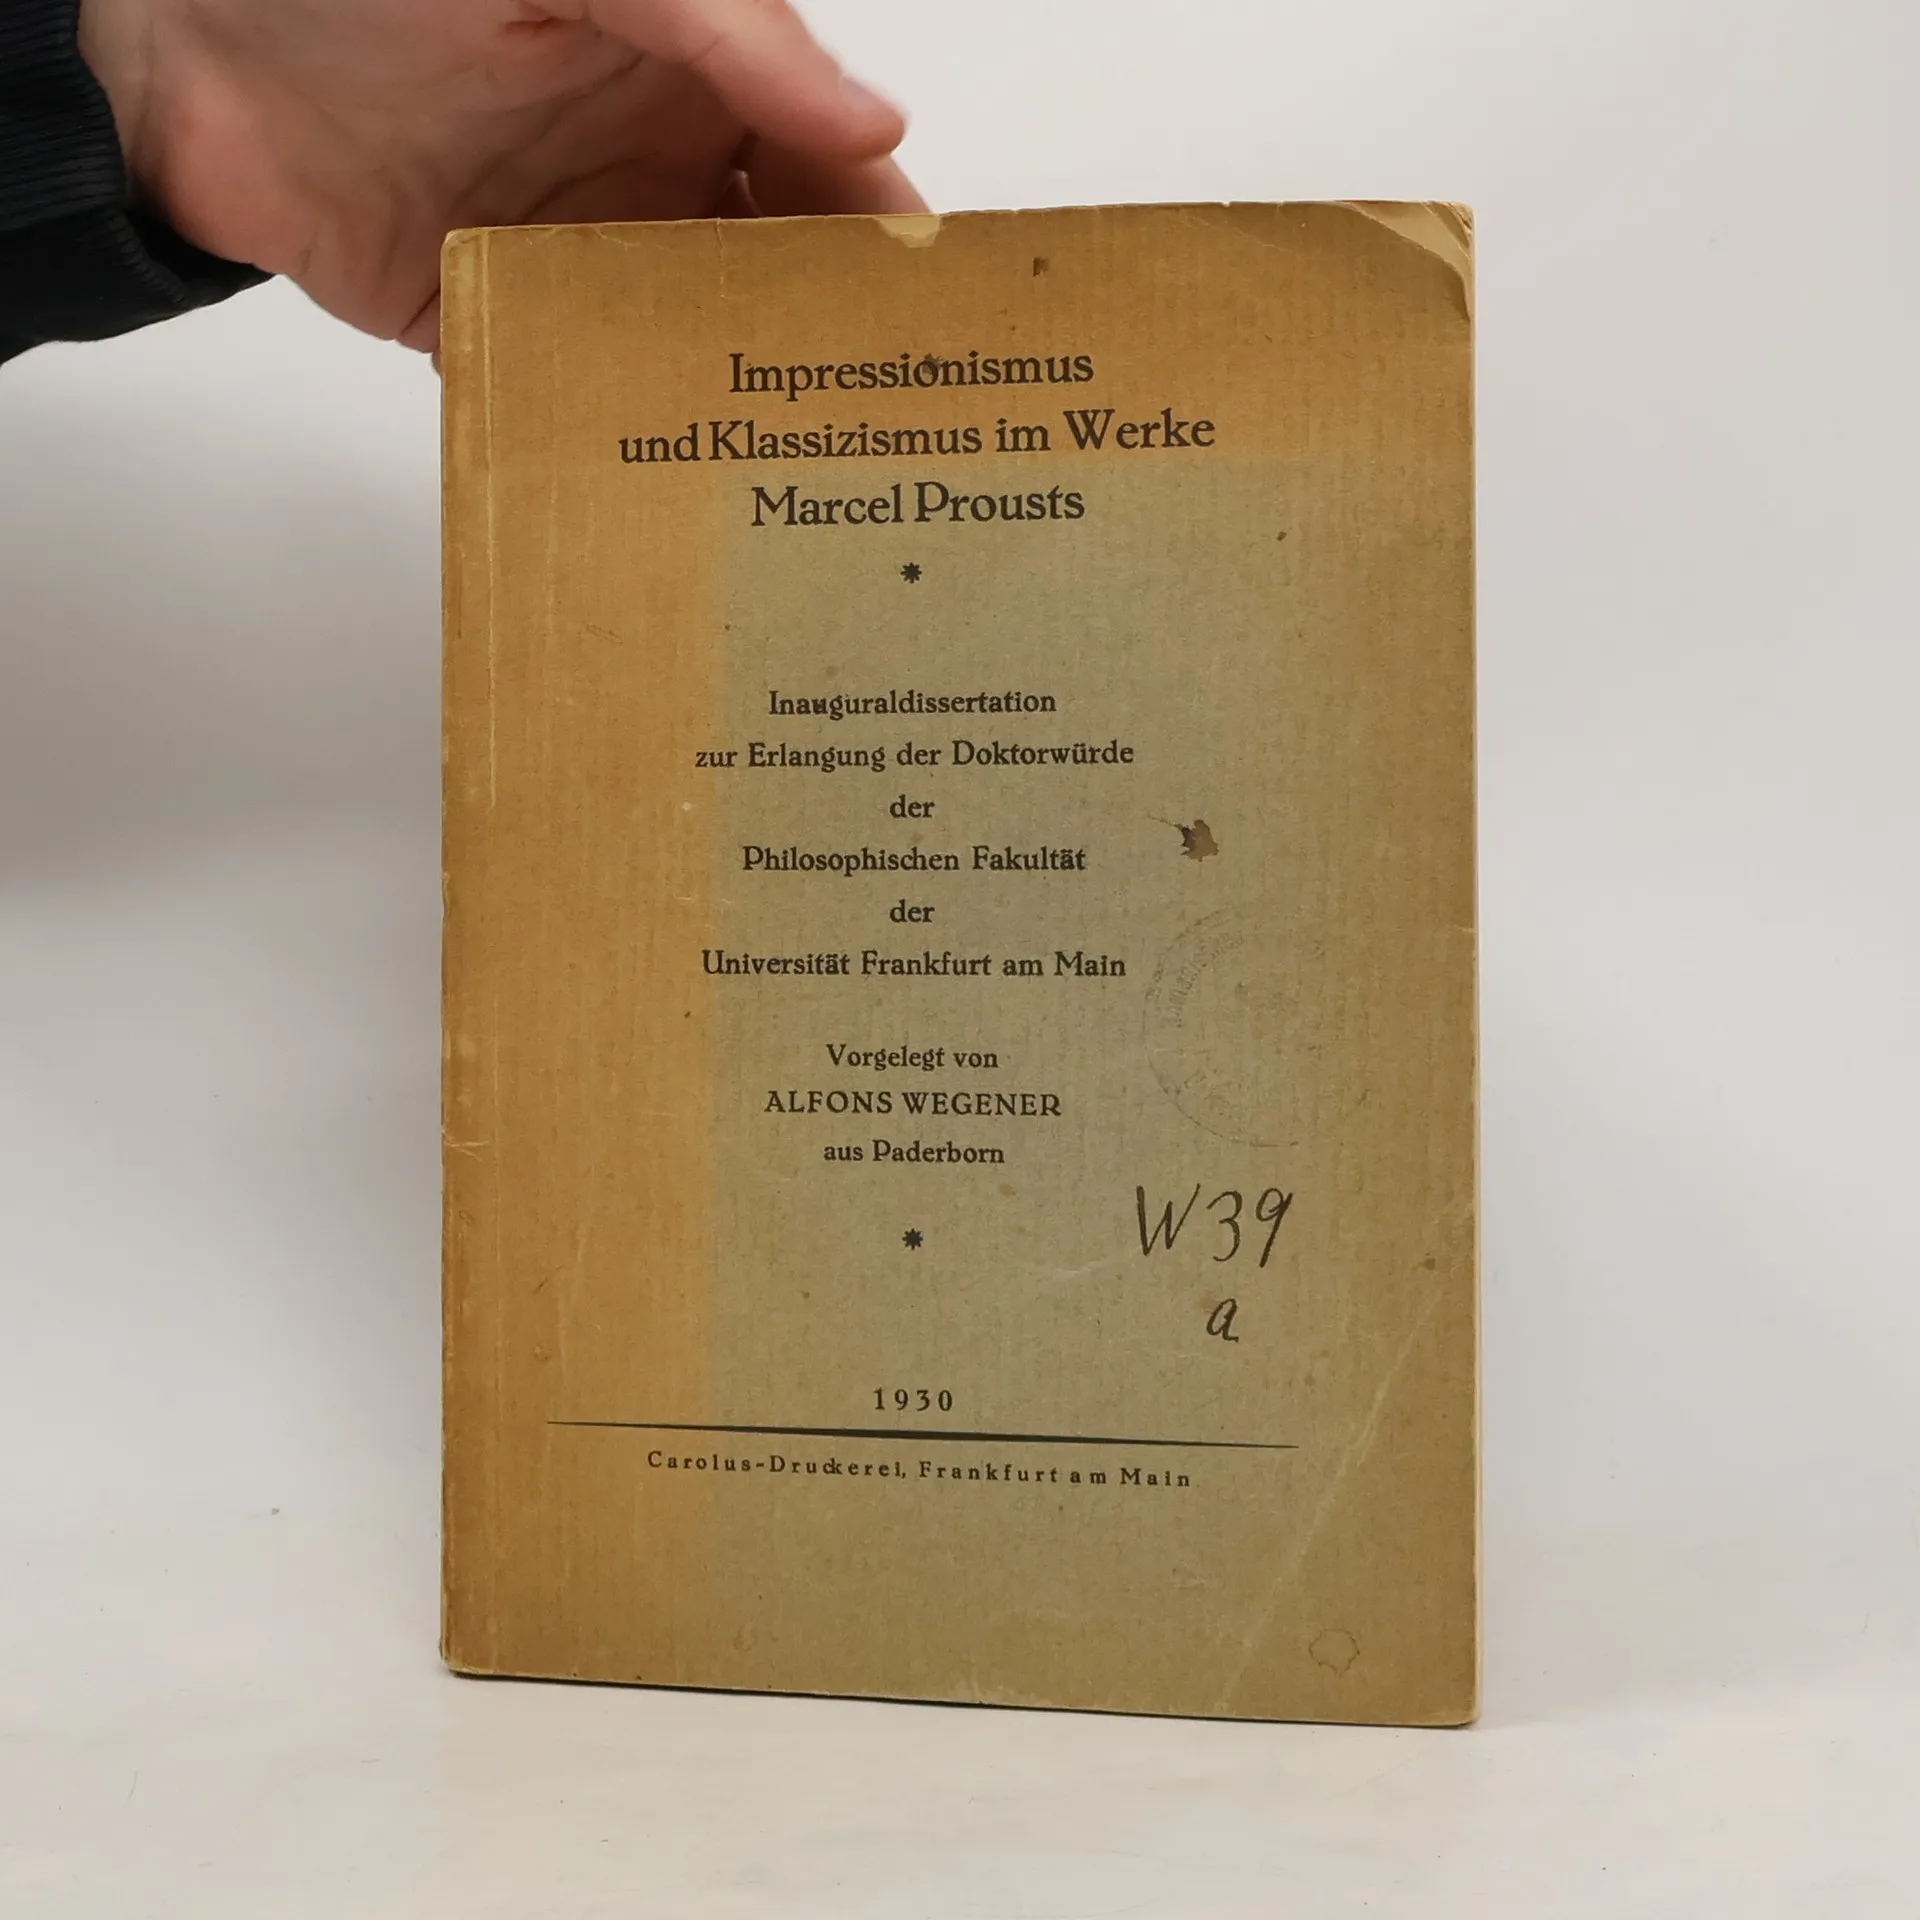 Impressionismus
und Klassizismus im Werke
Marcel Prousts
Inauguraldissertation
zur Erlangung der Doktorwürde
der
Philosophischen Fakultät
der
Universität Frankfurt am Main
Vorgelegt von
ALFONS WEGENER
aus Paderborn
W39
a
1930
Carolus-Druckerei, Frankfurt am Main